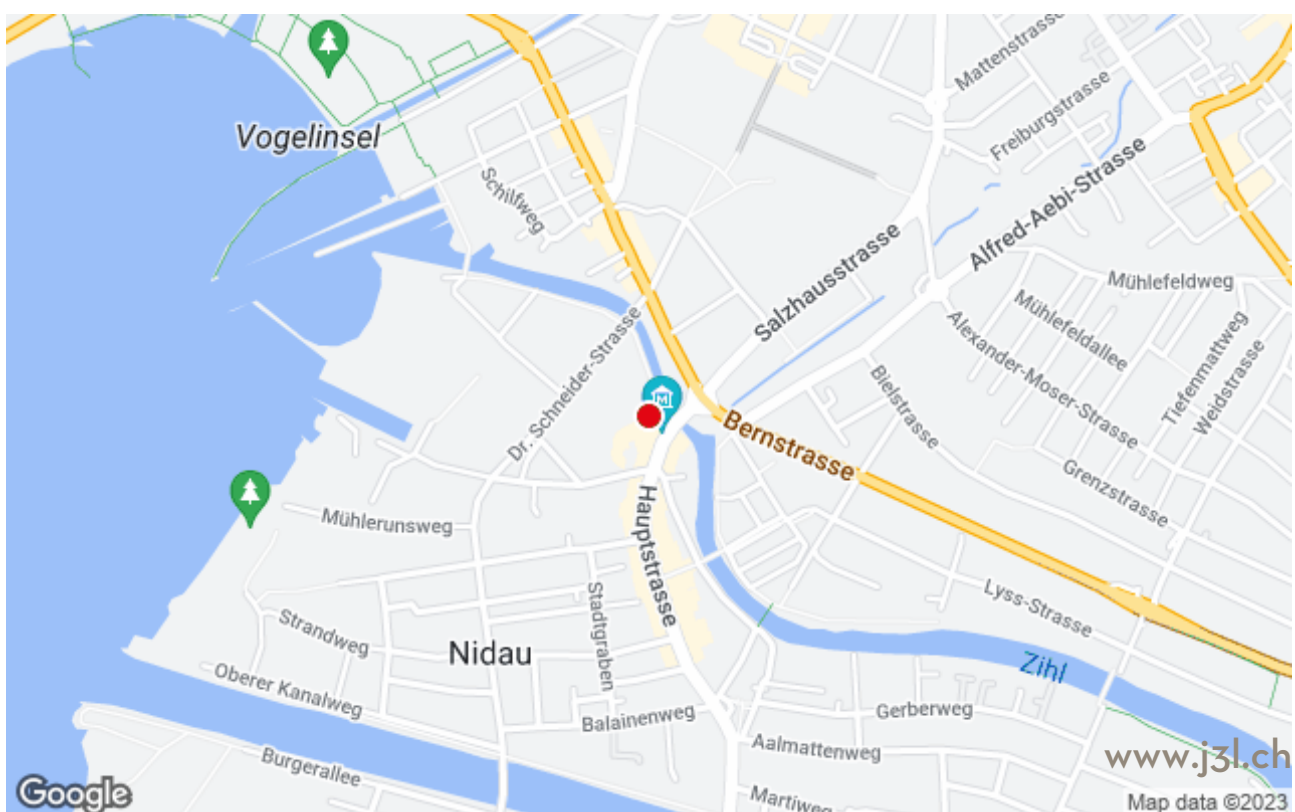 Mattenstrasse
Freiburgstrasse
Vogelinsel
Schilfweg
Alfred-Aebi-Strasse
Salzhausstrasse
Mühlefeldweg
Mühlefeldallee
Tiefenmattweg
Weidstrasse
Alexander-Moser-Strasse
Dr. Schneider-Strasse
Bielstrasse
M
Bernstrasse
Grenzstrasse
Hauptstrasse
Mühlerunsweg
Lyss-Strasse
Stadtgraben
Strandweg
Nidau
Zihl
Oberer Kanalweg
Balainenweg
Gerberweg
Aalmattenweg
www.j3l.ch
Burgerallee
Martiweg
Google
Map data ©2023